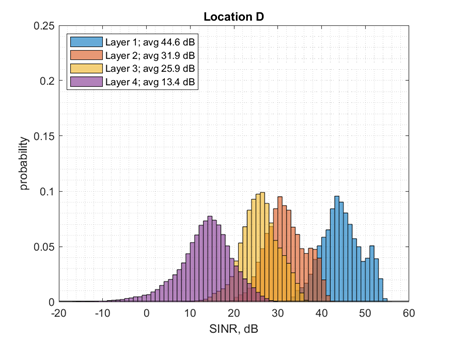 Location D
0.25
Layer 1; avg 44.6 dB
Layer 2; avg 31.9 dB
Layer 3; avg 25.9 dB
Layer 4; avg 13.4 dB
0.2
0.15
probability
0.1
0.05
0
-20 -10 0 10 20 30 40 50 60
SINR, dB